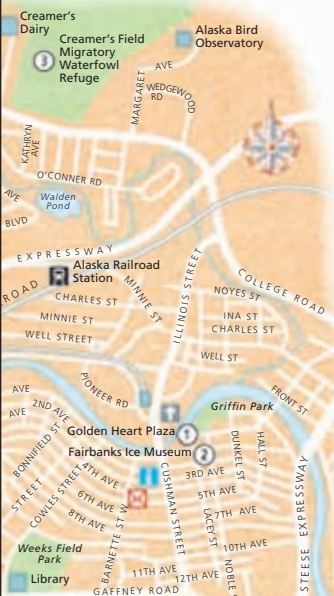 Creamer's
Dairy
Alaska Bird
Observatory
Creamer's Field
Migratory
Waterfowl
Refuge
3
AVE
MARGARET
WEDGEWOOD
RD
KATHRYN
AVE
O'CONNER RD
AVE
Walden
Pond
BLVD
EXPRESSWAY
Alaska Railroad
Station
ROAD
COLLEGE ROAD
CHARLES ST
MINNIE ST
ILLINOIS STREET
NOYES ST
MINNIE ST
INA ST
CHARLES ST
WELL STREET
WELL ST
PIONEER RD
FRONT ST
AVE
2ND AVE
AVE
Griffin Park
Golden Heart Plaza
1
BONNIFIELD ST
Fairbanks Ice Museum
2
DUNKEL ST
HALL ST
STREET
COWLES STREET
4TH AVE
3RD AVE
6TH AVE
5TH AVE
8TH AVE
CUSHMAN STREET
LACEY ST
7TH AVE
BARNETTE ST W
10TH AVE
STEESE EXPRESSWAY
Weeks Field
Park
Library
11TH AVE
12TH AVE
NOBLE
GAFFNEY ROAD